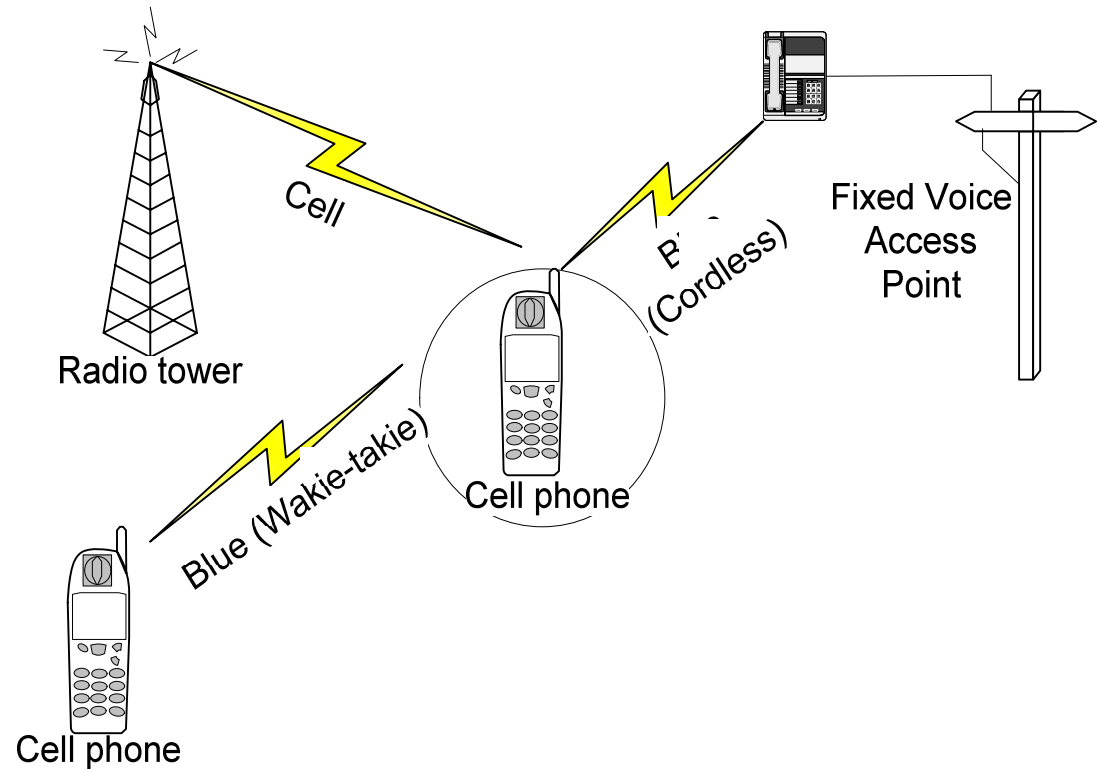 Cell
(Cordless)
Fixed Voice
Access
Point
Radio tower
Blue (Wakie-takie)
Cell phone
Cell phone